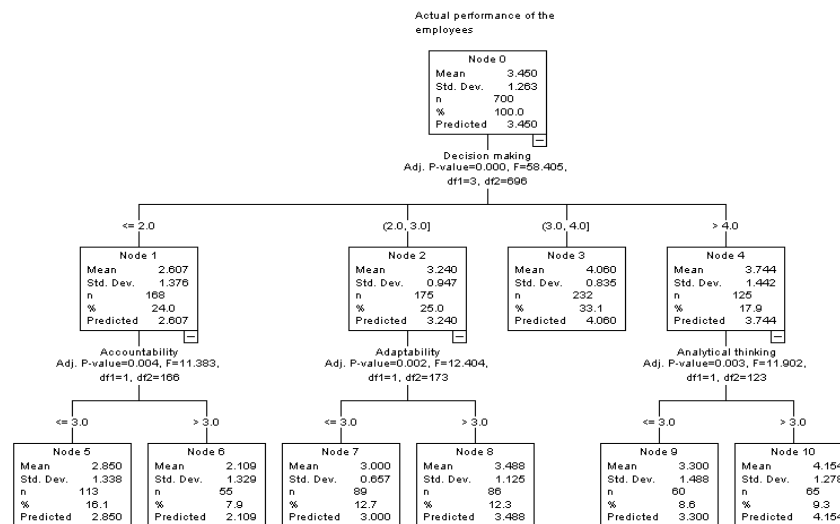 Actual performance of the
employees
Node 0
Mean 3.450
Std. Dev. 1.263
n 700
% 100.0
Predicted 3.450
Decision making
Adj. P-value=0.000, F=58.405,
df1=3, df2=696
<= 2.0
(2.0, 3.0]
(3.0, 4.0]
> 4.0
Node 1
Mean 2.607
Std. Dev. 1.376
n 168
% 24.0
Predicted 2.607
Node 2
Mean 3.240
Std. Dev. 0.947
n 175
% 25.0
Predicted 3.240
Node 3
Mean 4.060
Std. Dev. 0.835
n 232
% 33.1
Predicted 4.060
Node 4
Mean 3.744
Std. Dev. 1.442
n 125
% 17.9
Predicted 3.744
Accountability
Adj. P-value=0.004, F=11.383,
df1=1, df2=166
Adaptability
Adj. P-value=0.002, F=12.404,
df1=1, df2=173
Analytical thinking
Adj. P-value=0.003, F=11.902,
df1=1, df2=123
<= 3.0
> 3.0
<= 3.0
> 3.0
<= 3.0
> 3.0
Node 5
Mean 2.850
Std. Dev. 1.338
n 113
% 16.1
Predicted 2.850
Node 6
Mean 2.109
Std. Dev. 1.329
n 55
% 7.9
Predicted 2.109
Node 7
Mean 3.000
Std. Dev. 0.657
n 89
% 12.7
Predicted 3.000
Node 8
Mean 3.488
Std. Dev. 1.125
n 86
% 12.3
Predicted 3.488
Node 9
Mean 3.300
Std. Dev. 1.488
n 60
% 8.6
Predicted 3.300
Node 10
Mean 4.154
Std. Dev. 1.278
n 65
% 9.3
Predicted 4.154